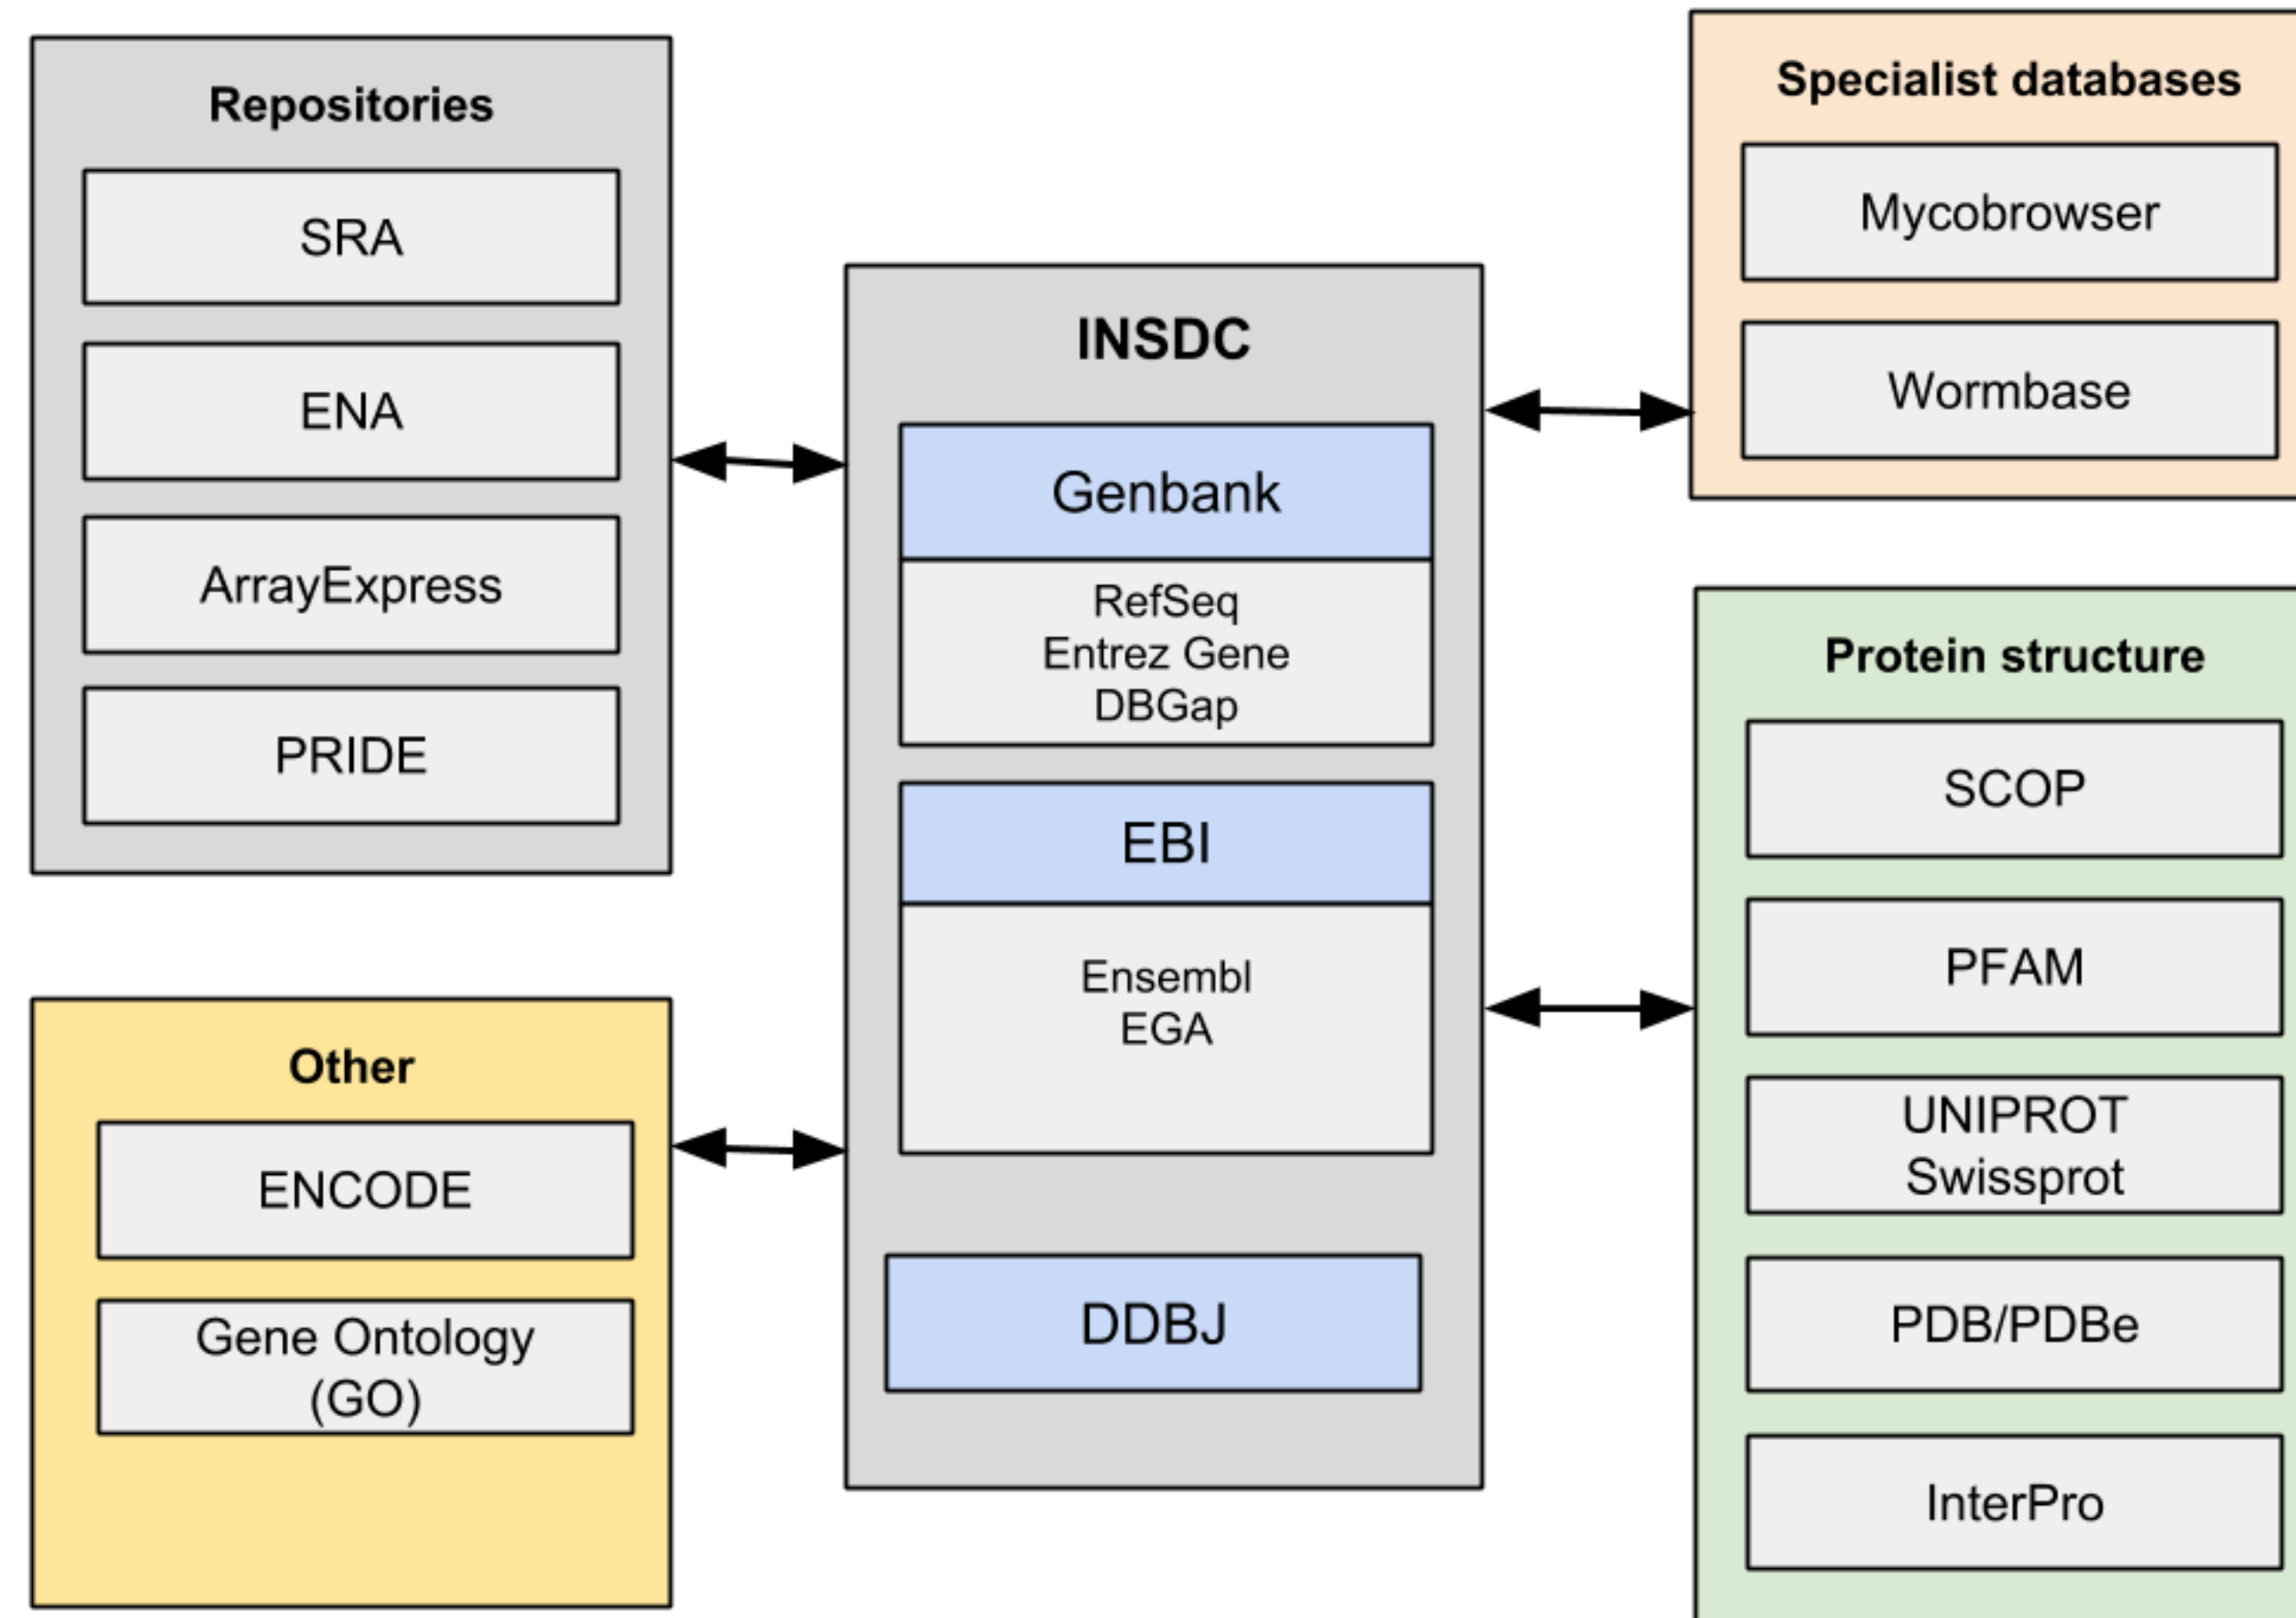 Repositories
SRA
ENA
ArrayExpress
PRIDE
Other
ENCODE
Gene Ontology
(GO)
INSDC
Genbank
RefSeq
Entrez Gene
DBGap
EBI
Ensembl
EGA
DDBJ
Specialist databases
Mycobrowser
Wormbase
Protein structure
SCOP
PFAM
UNIPROT
Swissprot
PDB/PDBe
InterPro